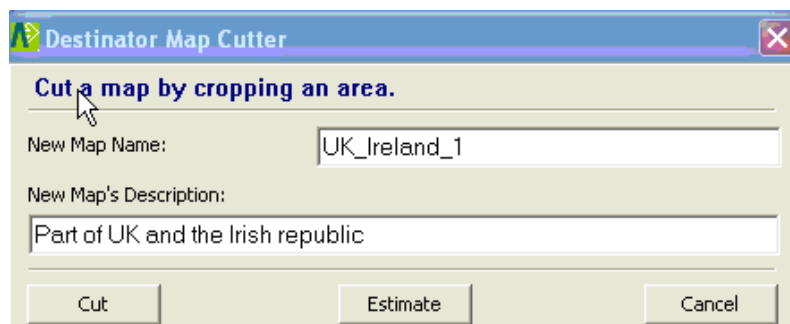 Destinator Map Cutter
Cut a map by cropping an area.
New Map Name: UK_Ireland_1
New Map's Description:
Part of UK and the Irish republic
Cut Estimate Cancel